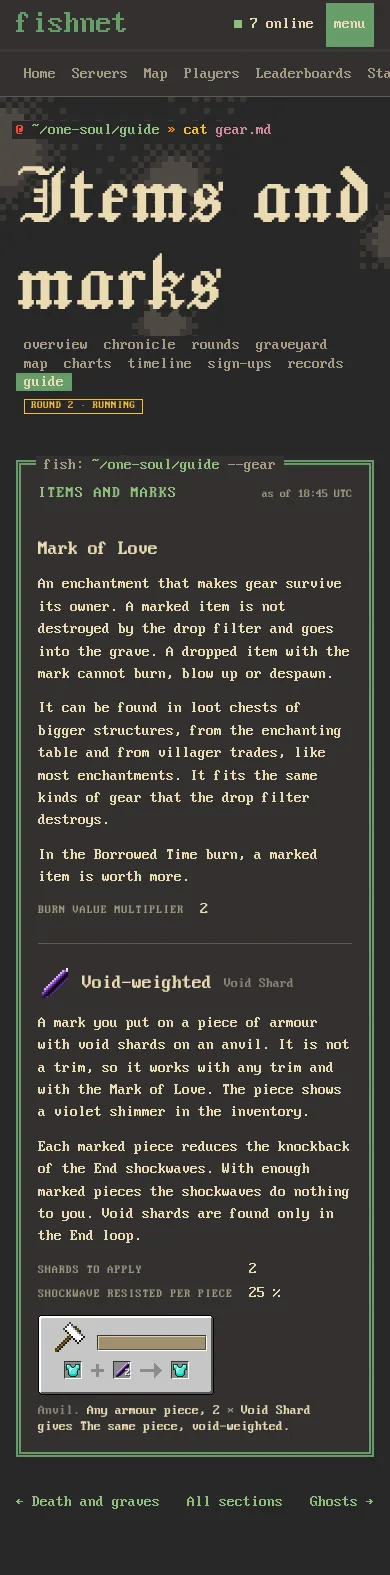 fishnet
7 online
menu
Home Servers Map Players Leaderboards Sta
@ ~/one-soul/guide » cat gear.md
Items and
marks
overview chronicle rounds graveyard
map charts timeline sign-ups records
guide
ROUND 2 · RUNNING
fish: ~/one-soul/guide --gear
ITEMS AND MARKS
as of 18:45 UTC
Mark of Love
An enchantment that makes gear survive
its owner. A marked item is not
destroyed by the drop filter and goes
into the grave. A dropped item with the
mark cannot burn, blow up or despawn.
It can be found in loot chests of
bigger structures, from the enchanting
table and from villager trades, like
most enchantments. It fits the same
kinds of gear that the drop filter
destroys.
In the Borrowed Time burn, a marked
item is worth more.
BURN VALUE MULTIPLIER 2
Void-weighted Void Shard
A mark you put on a piece of armour
with void shards on an anvil. It is not
a trim, so it works with any trim and
with the Mark of Love. The piece shows
a violet shimmer in the inventory.
Each marked piece reduces the knockback
of the End shockwaves. With enough
marked pieces the shockwaves do nothing
to you. Void shards are found only in
the End loop.
SHARDS TO APPLY 2
SHOCKWAVE RESISTED PER PIECE 25 %
2
Anvil. Any armour piece, 2 × Void Shard
gives The same piece, void-weighted.
← Death and graves All sections Ghosts →